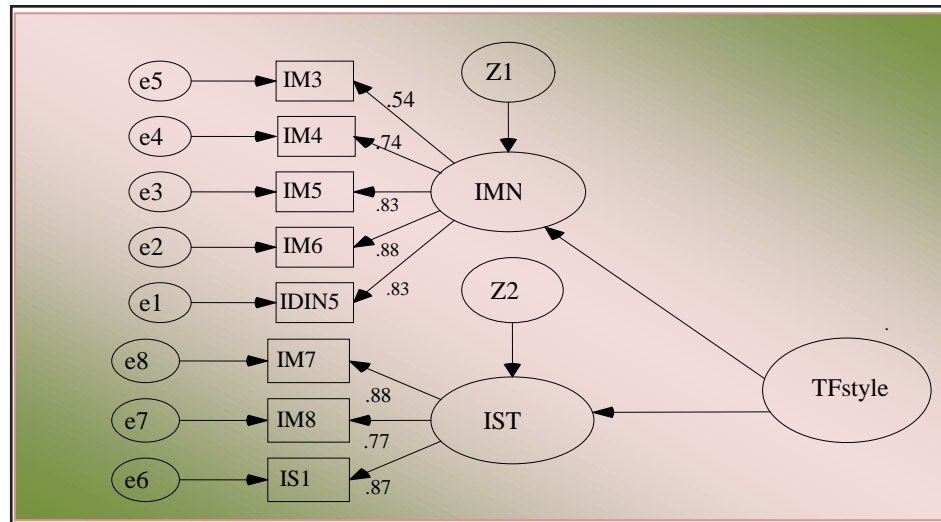 Z1
e5
IM3
.54
e4
IM4
.74
e3
IM5
.83
IMN
e2
IM6
.88
Z2
e1
IDIN5
.83
e8
IM7
.88
TFstyle
e7
IM8
.77
IST
e6
IS1
.87